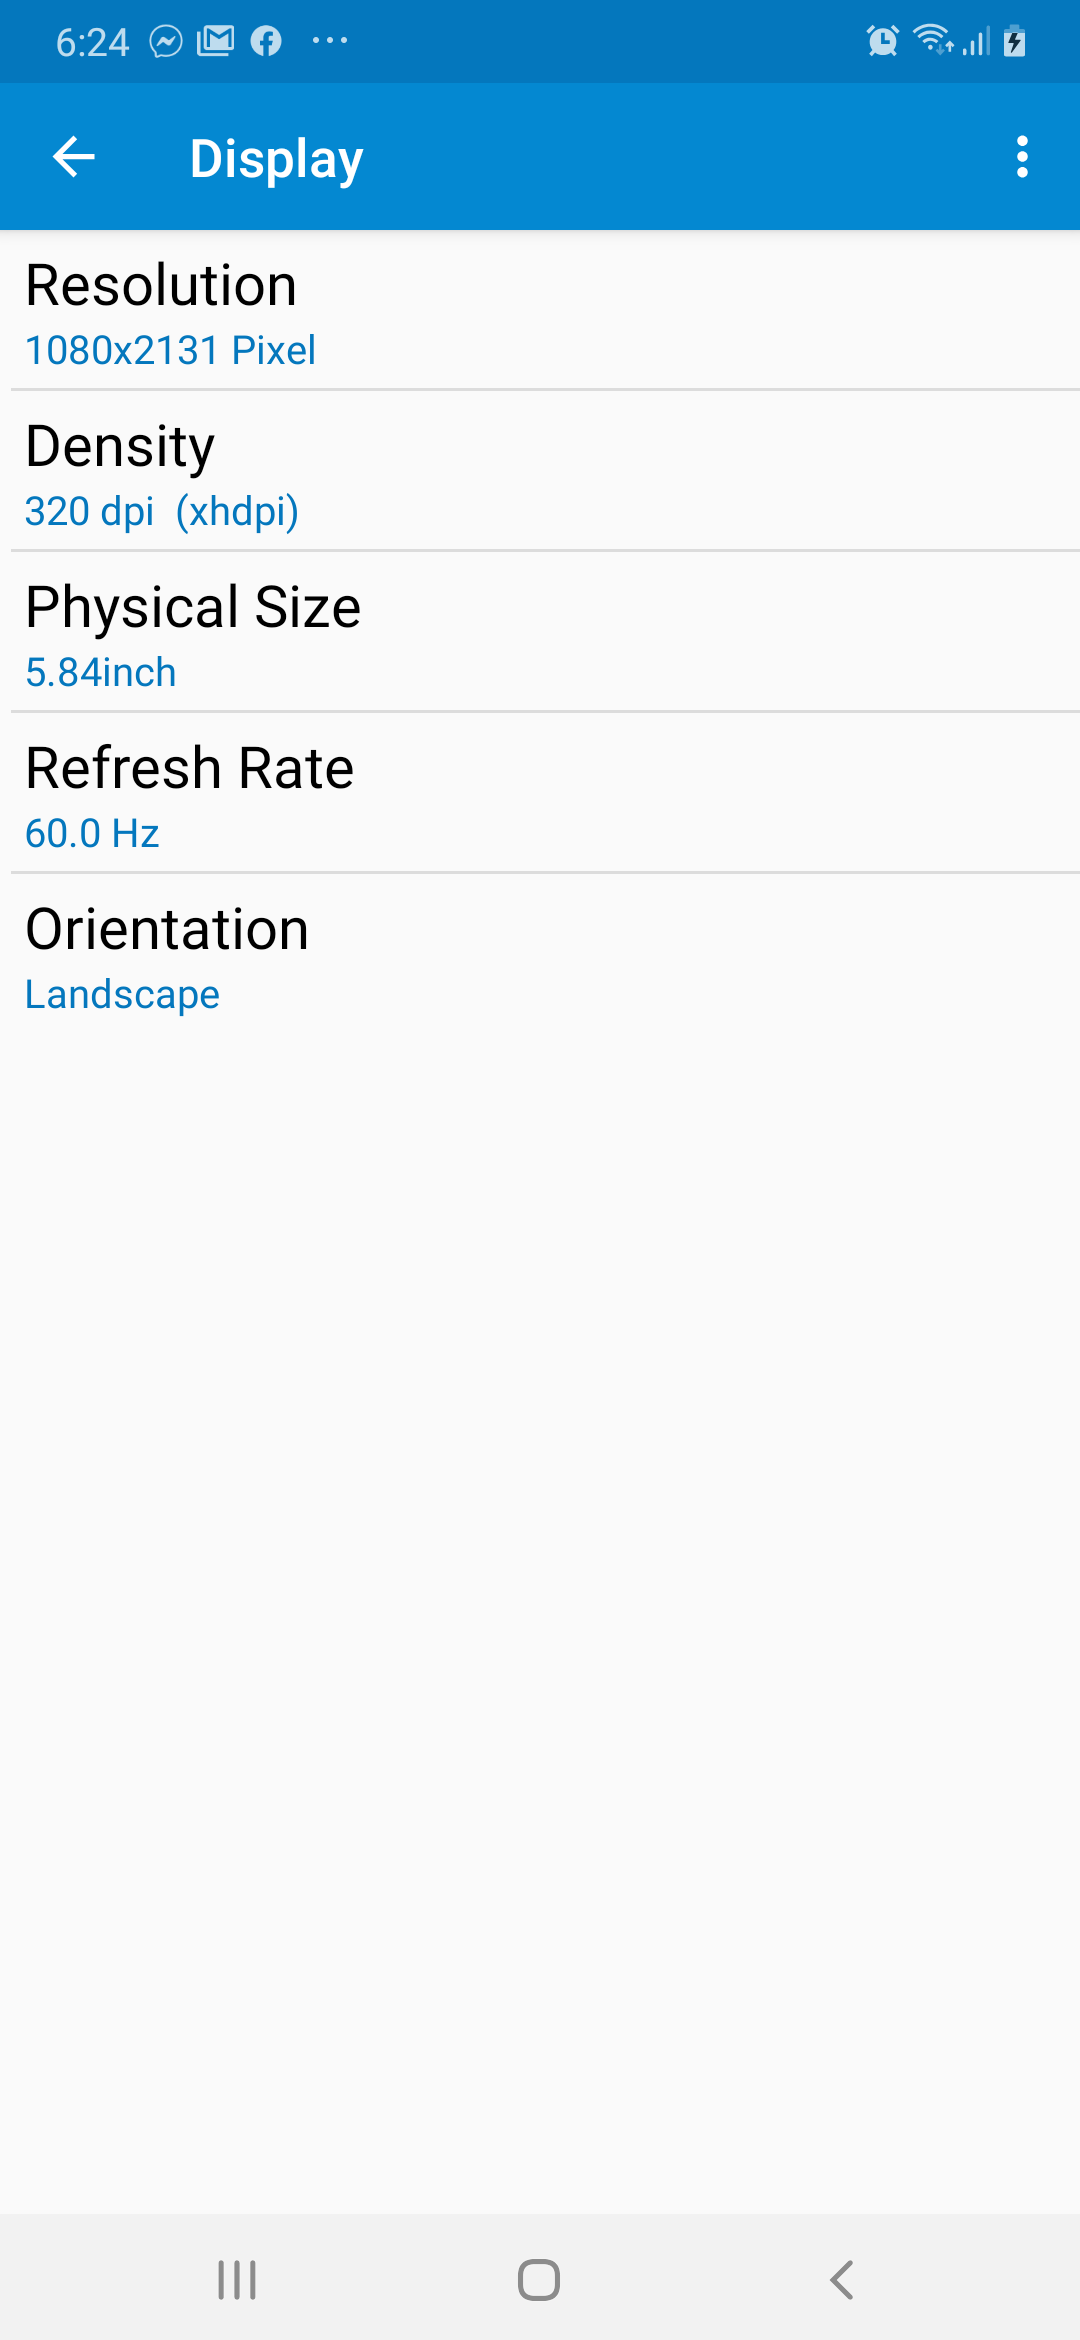 6:24
Display
Resolution
1080x2131 Pixel
Density
320 dpi  (xhdpi)
Physical Size
5.84inch
Refresh Rate
60.0 Hz
Orientation
Landscape